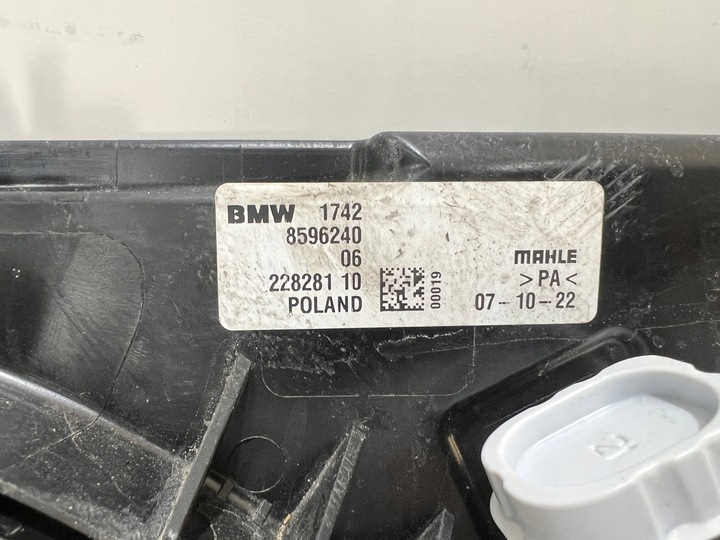 BMW 1742
8596240
06
228281 10
POLAND
00019
MAHLE
>PA<
07-10-22